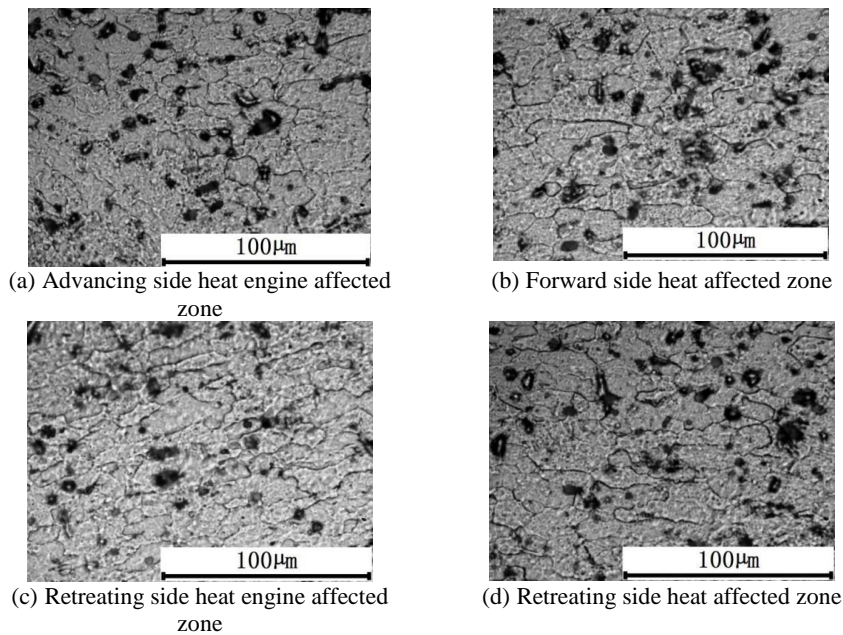 100μm
100μm
(a) Advancing side heat engine affected
zone
(b) Forward side heat affected zone
100μm
100μm
(c) Retreating side heat engine affected
zone
(d) Retreating side heat affected zone